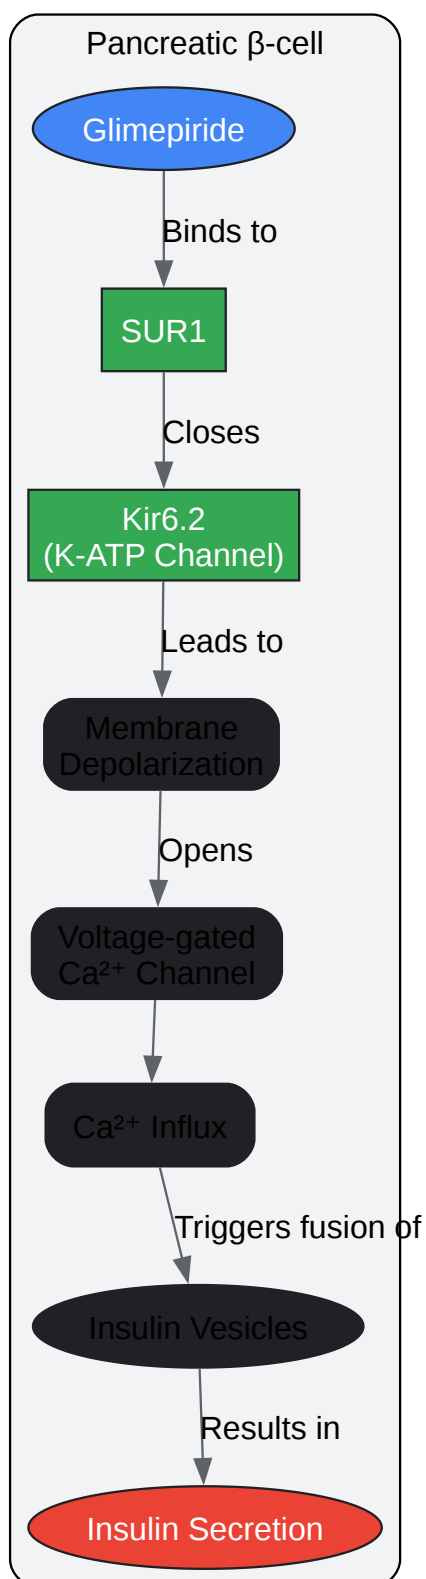 Pancreatic β-cell
Glimepiride
Binds to
SUR1
Closes
Kir6.2
(K-ATP Channel)
Leads to
Membrane
Depolarization
Opens
Voltage-gated
Ca²⁺ Channel
Ca²⁺ Influx
Triggers fusion of
Insulin Vesicles
Results in
Insulin Secretion